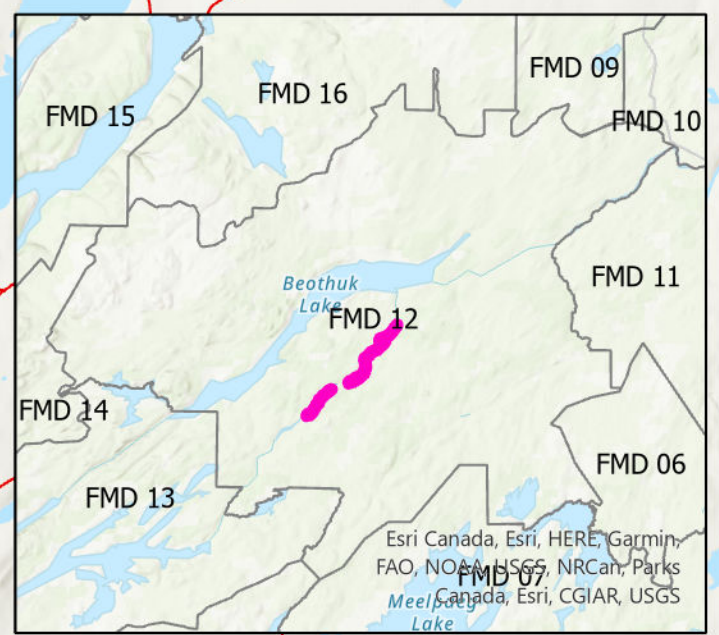 FMD 09
FMD 16
FMD 15
FMD 10
FMD 11
Beothuk
Lake
FMD 12
FMD 14
FMD 06
FMD 13
Esri Canada, Esri, HERE, Garmin,
FAO, NOAA, USGS, NRCan, Parks
FMD 07
Canada, Esri, CGIAR, USGS
Meelpaeg
Lake